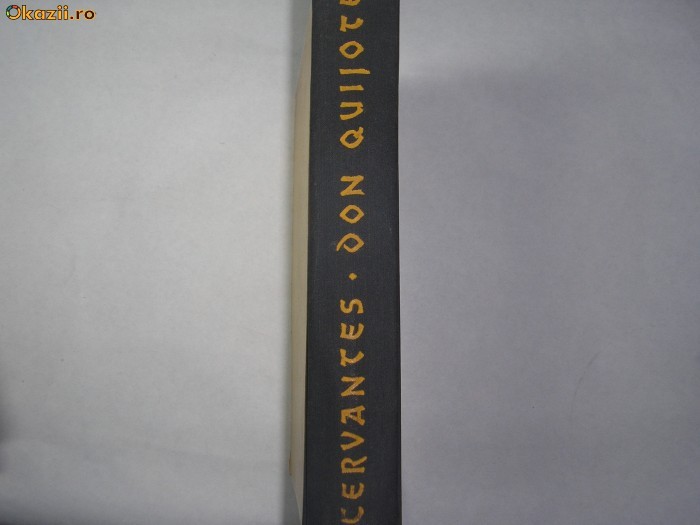 Okazii.ro
CERVANTES · DON QUIJOTE